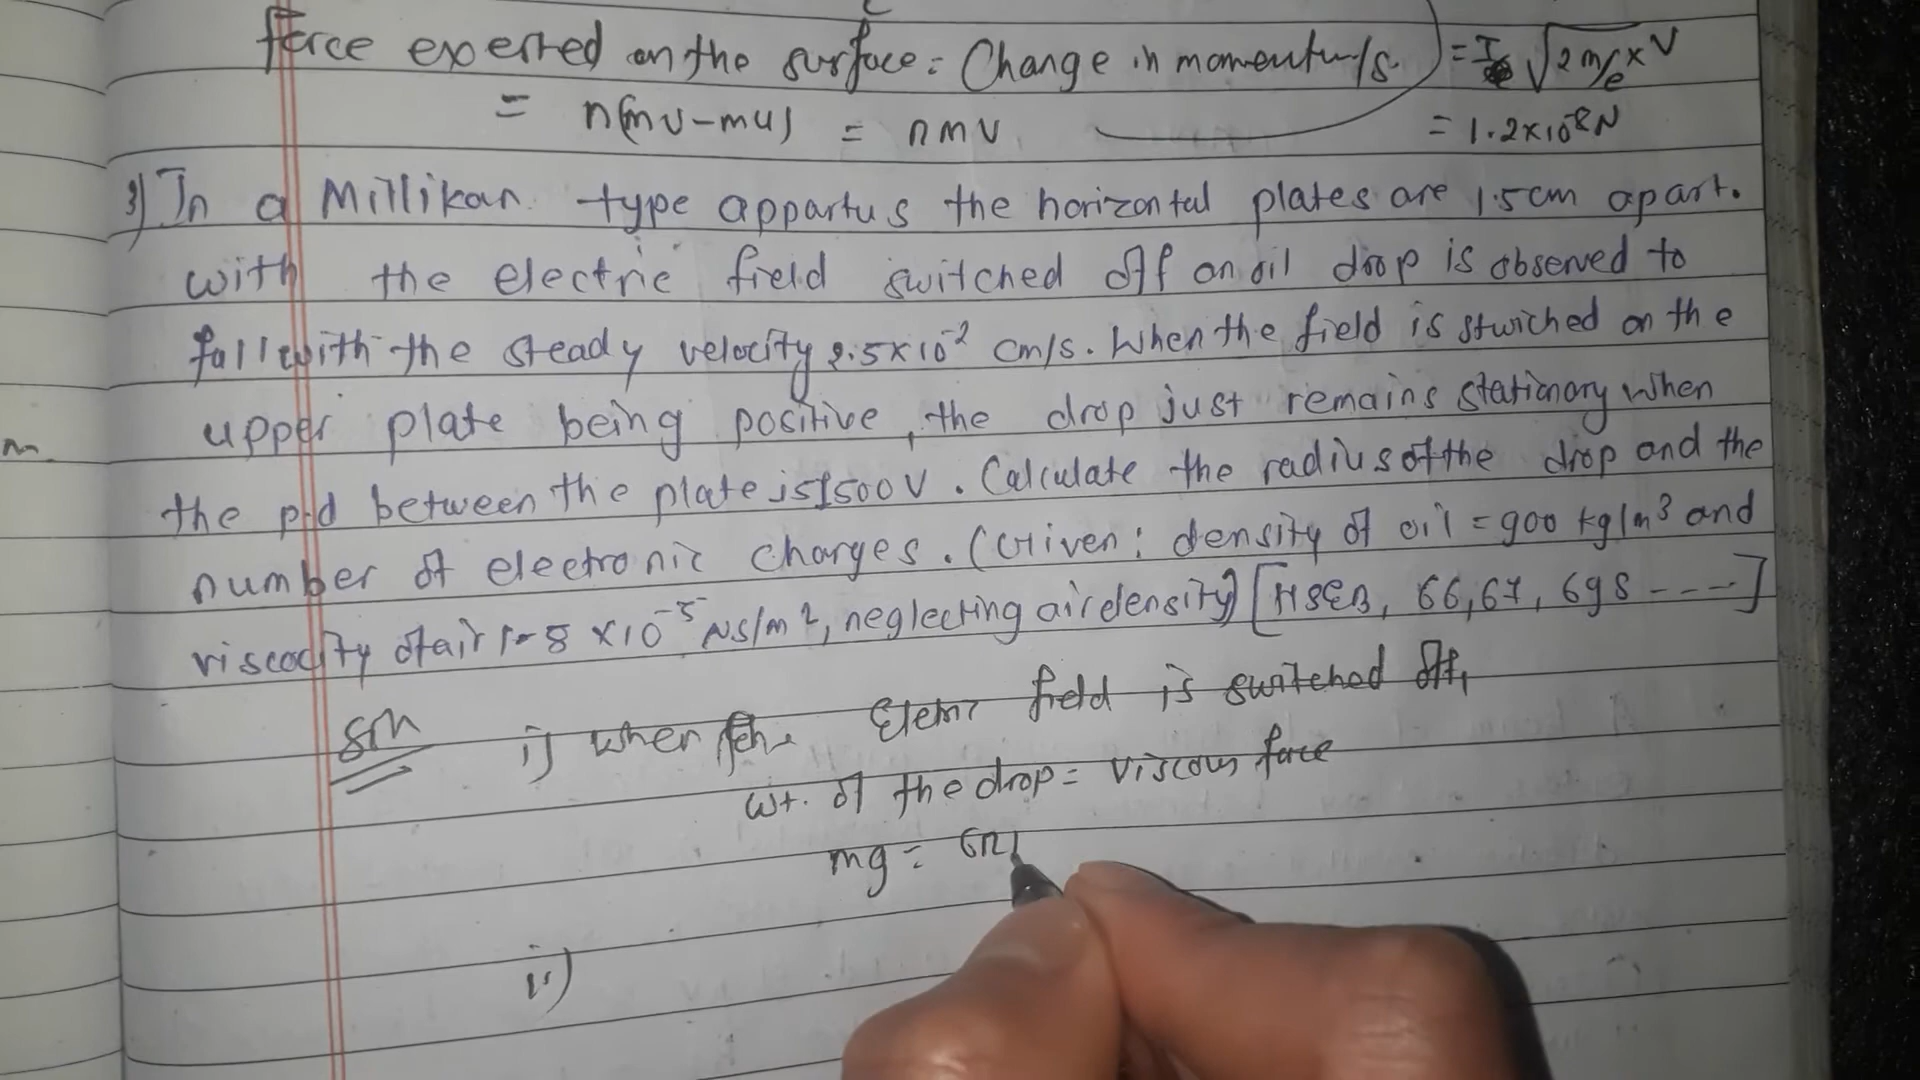 force exerted on the surface = Change in momentum/s. = I √2m/e×V
= n(mv-mu) = nmv = 1.2×10⁻⁸N
3) In a Millikan type appartus the horizontal plates are 1.5cm apart.
with the electric field switched off an oil drop is observed to
fall with the steady velocity 2.5×10⁻² cm/s. When the field is stwiched on the
upper plate being positive, the drop just remains stationary when
the p.d between the plate is 1500V. Calculate the radius of the drop and the
number of electronic charges. (Given: density of oil = 900 kg/m³ and
viscocity of air 1.8 ×10⁻⁵ NS/m², neglecting air density) [HSEB, 66,67, 69S ----]
Soln i) when the field is switched off,
wt. of the drop = viscous force
mg = 6π
ii)